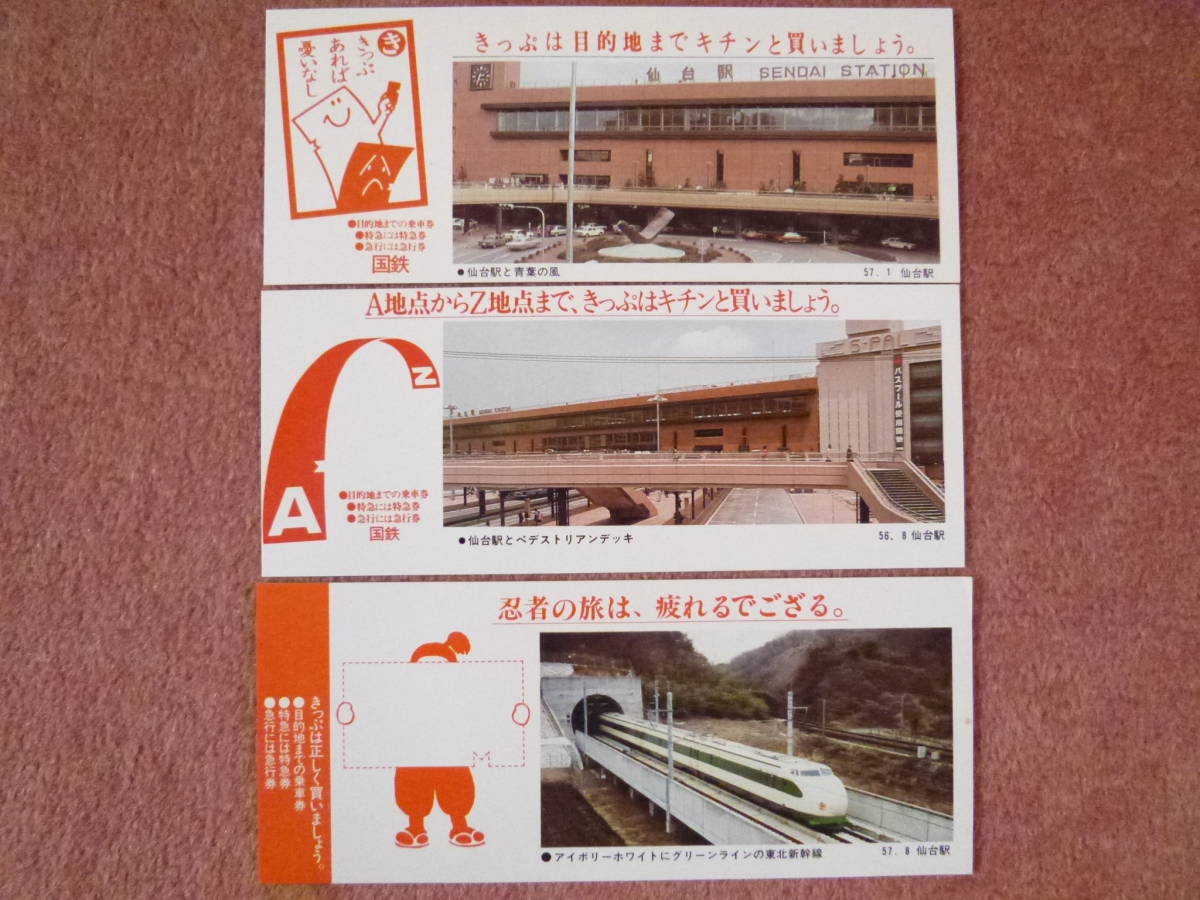 きっぷは目的地までキチンと買いましょう。
き
きっぷ
あれば
憂いなし
仙台駅 SENDAI STATION
●目的地までの乗車券
●特急には特急券
●急行には急行券
国鉄
●仙台駅と青葉の風
57.1 仙台駅
A地点からZ地点まで、きっぷはキチンと買いましょう。
Z
A
S-PAL
●目的地までの乗車券
●特急には特急券
●急行には急行券
国鉄
●仙台駅とペデストリアンデッキ
56.8 仙台駅
忍者の旅は、疲れるでござる。
きっぷは正しく買いましょう。
●目的地までの乗車券
●特急には特急券
●急行には急行券
●アイボリーホワイトにグリーンラインの東北新幹線
57.8 仙台駅